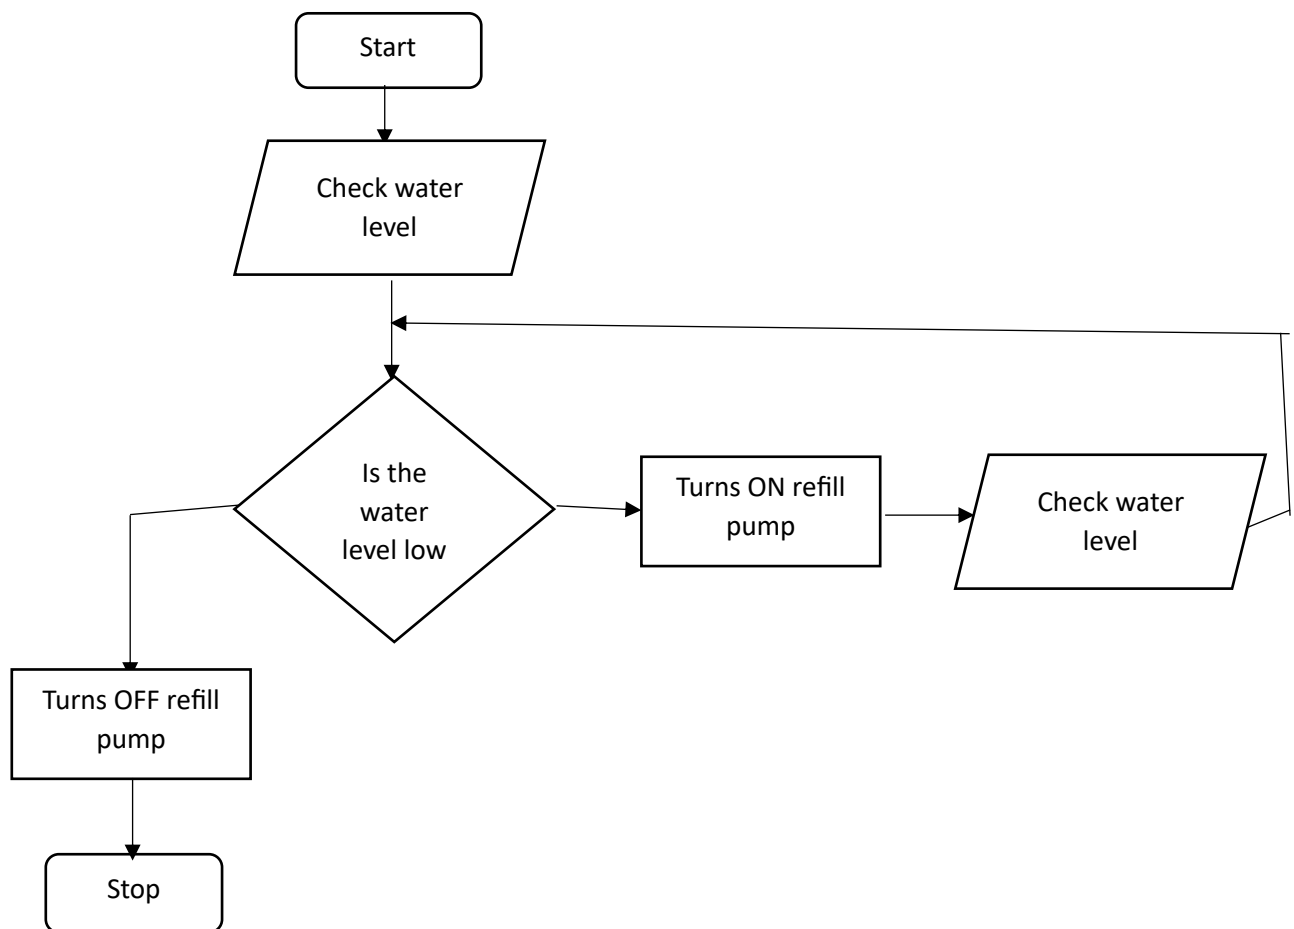 Start
Check water
level
Is the
water
level low
Turns ON refill
pump
Check water
level
Turns OFF refill
pump
Stop